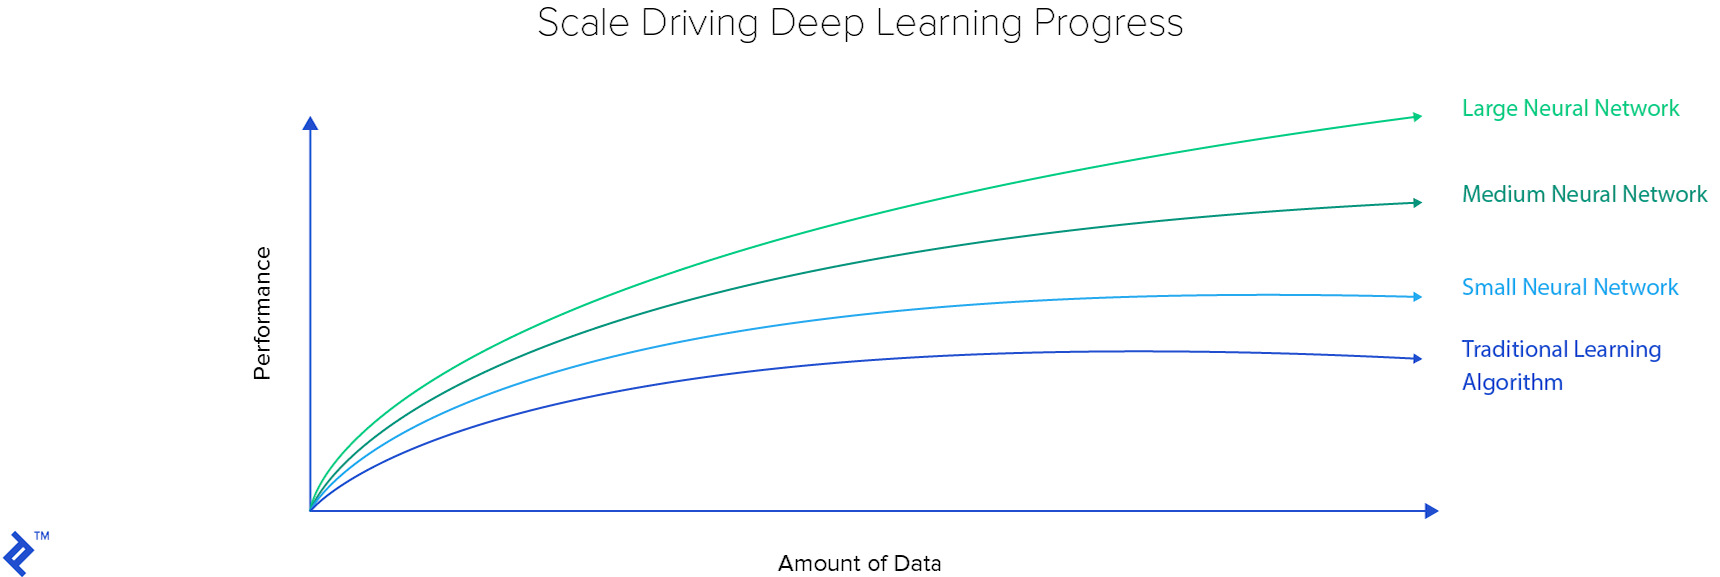 Scale Driving Deep Learning Progress
Large Neural Network
Medium Neural Network
Small Neural Network
Traditional Learning
Algorithm
Performance
Amount of Data
TM